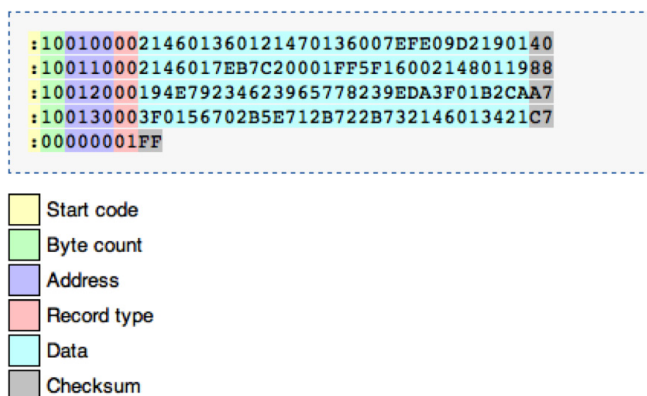 :10010000214601360121470136007EFE09D2190140
:100110002146017EB7C20001FF5F16002148011988
:10012000194E79234623965778239EDA3F01B2CAA7
:100130003F0156702B5E712B722B732146013421C7
:00000001FF
Start code
Byte count
Address
Record type
Data
Checksum